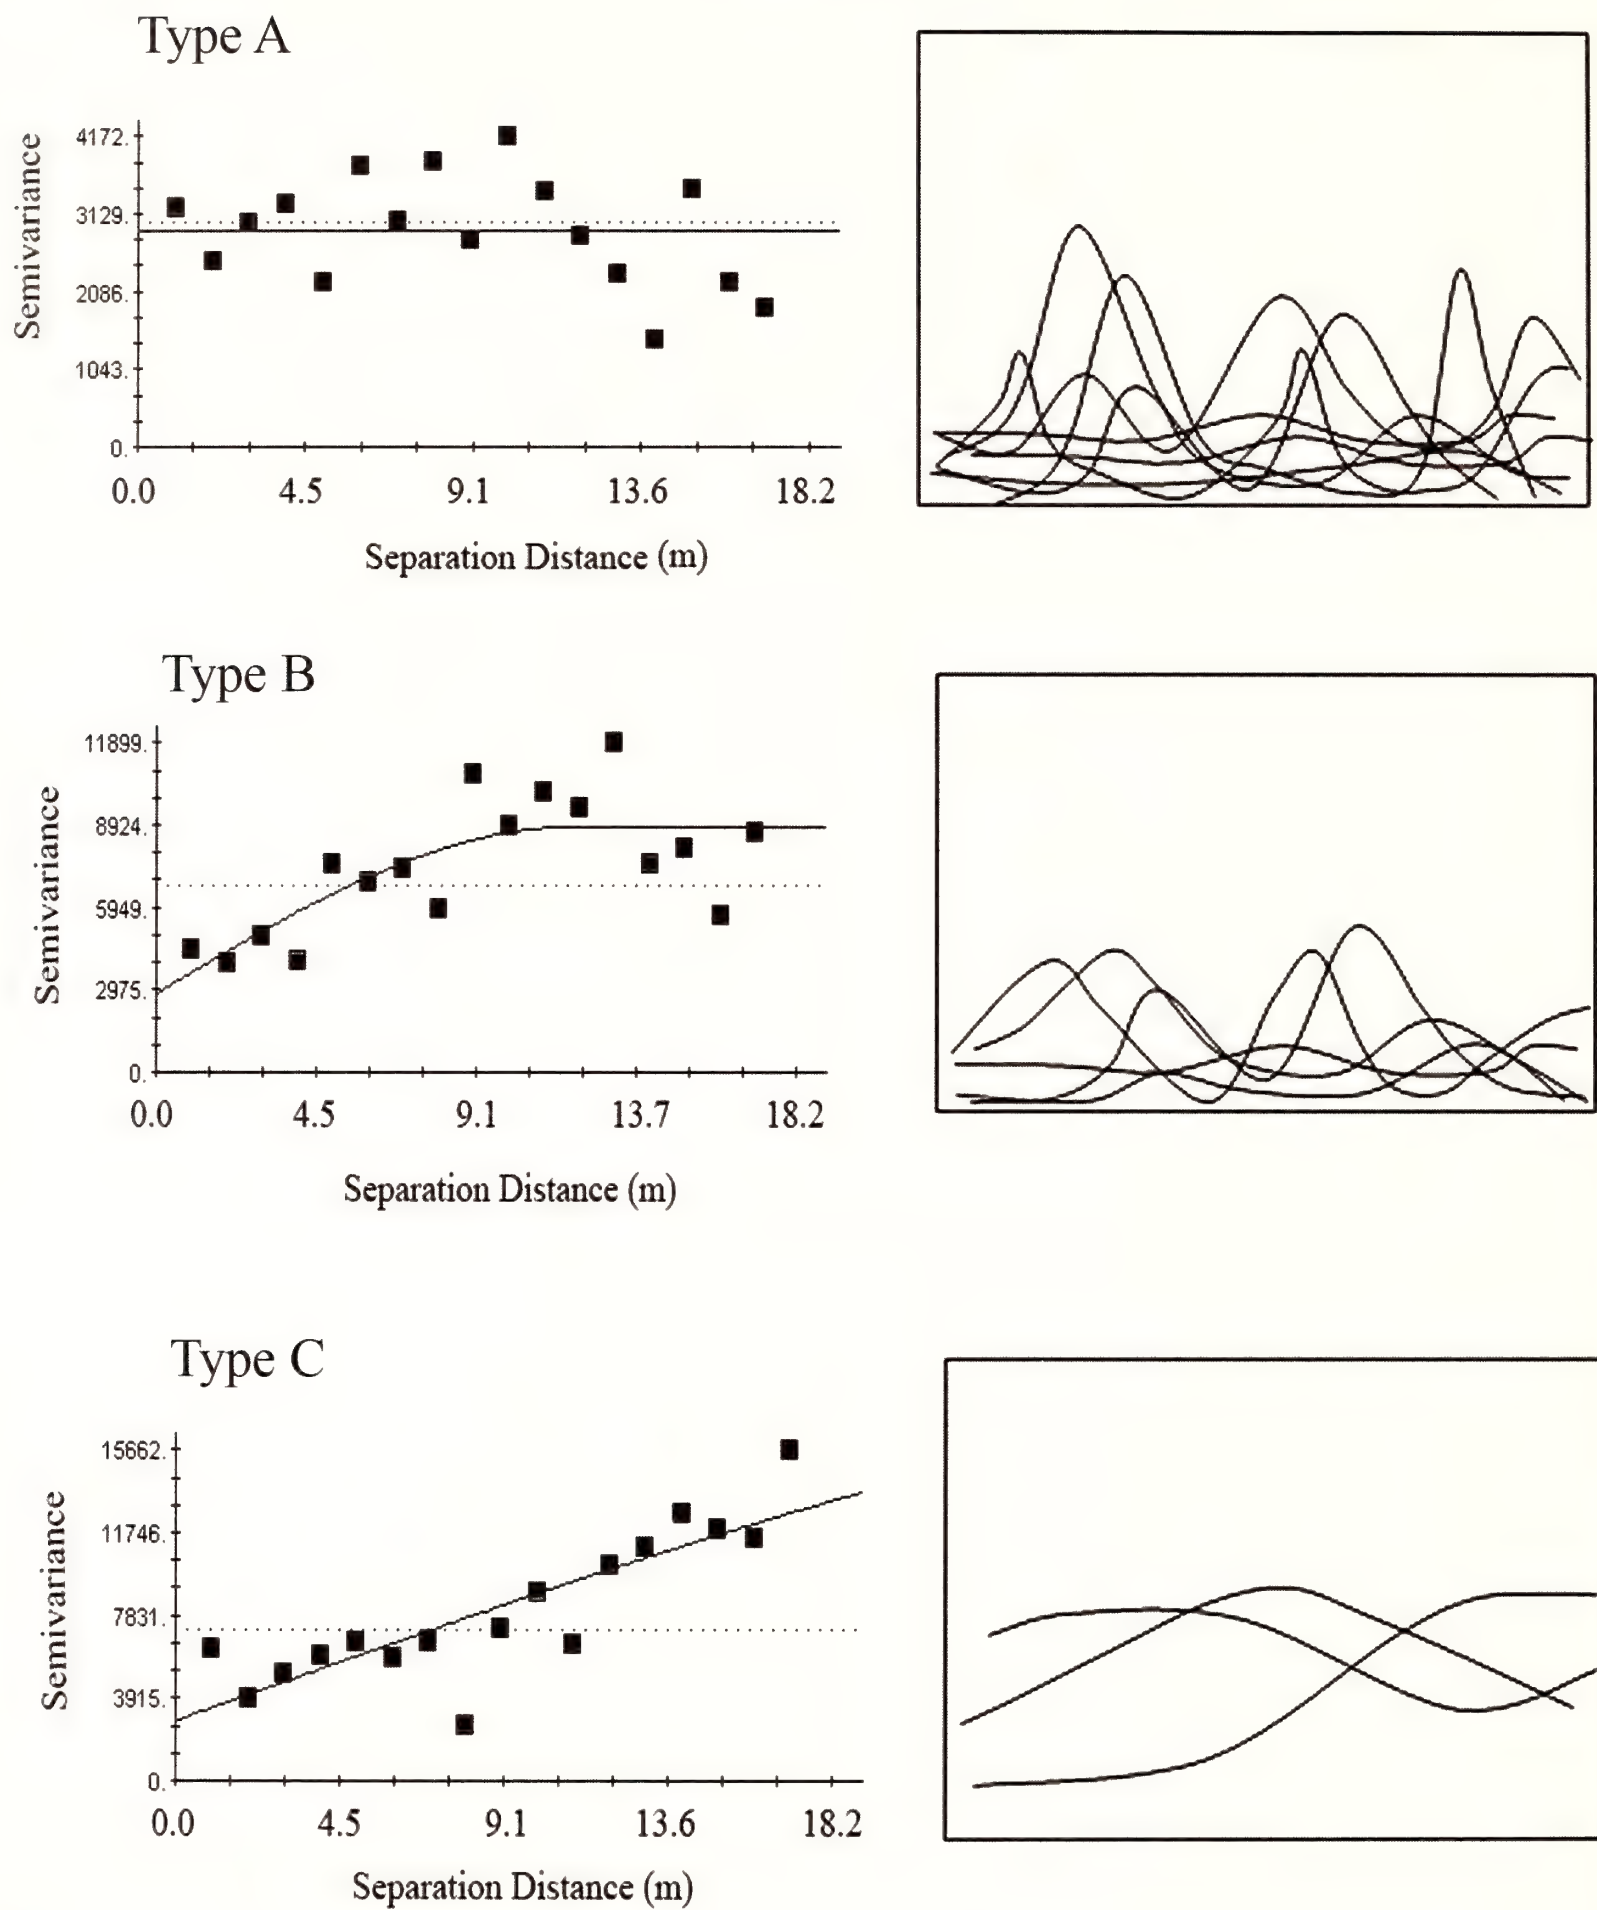 Type A
Semivariance
4172.
3129.
2086.
1043.
0.
0.0 4.5 9.1 13.6 18.2
Separation Distance (m)
Type B
Semivariance
11899.
8924.
5949.
2975.
0.
0.0 4.5 9.1 13.7 18.2
Separation Distance (m)
Type C
Semivariance
15662.
11746.
7831.
3915.
0.
0.0 4.5 9.1 13.6 18.2
Separation Distance (m)